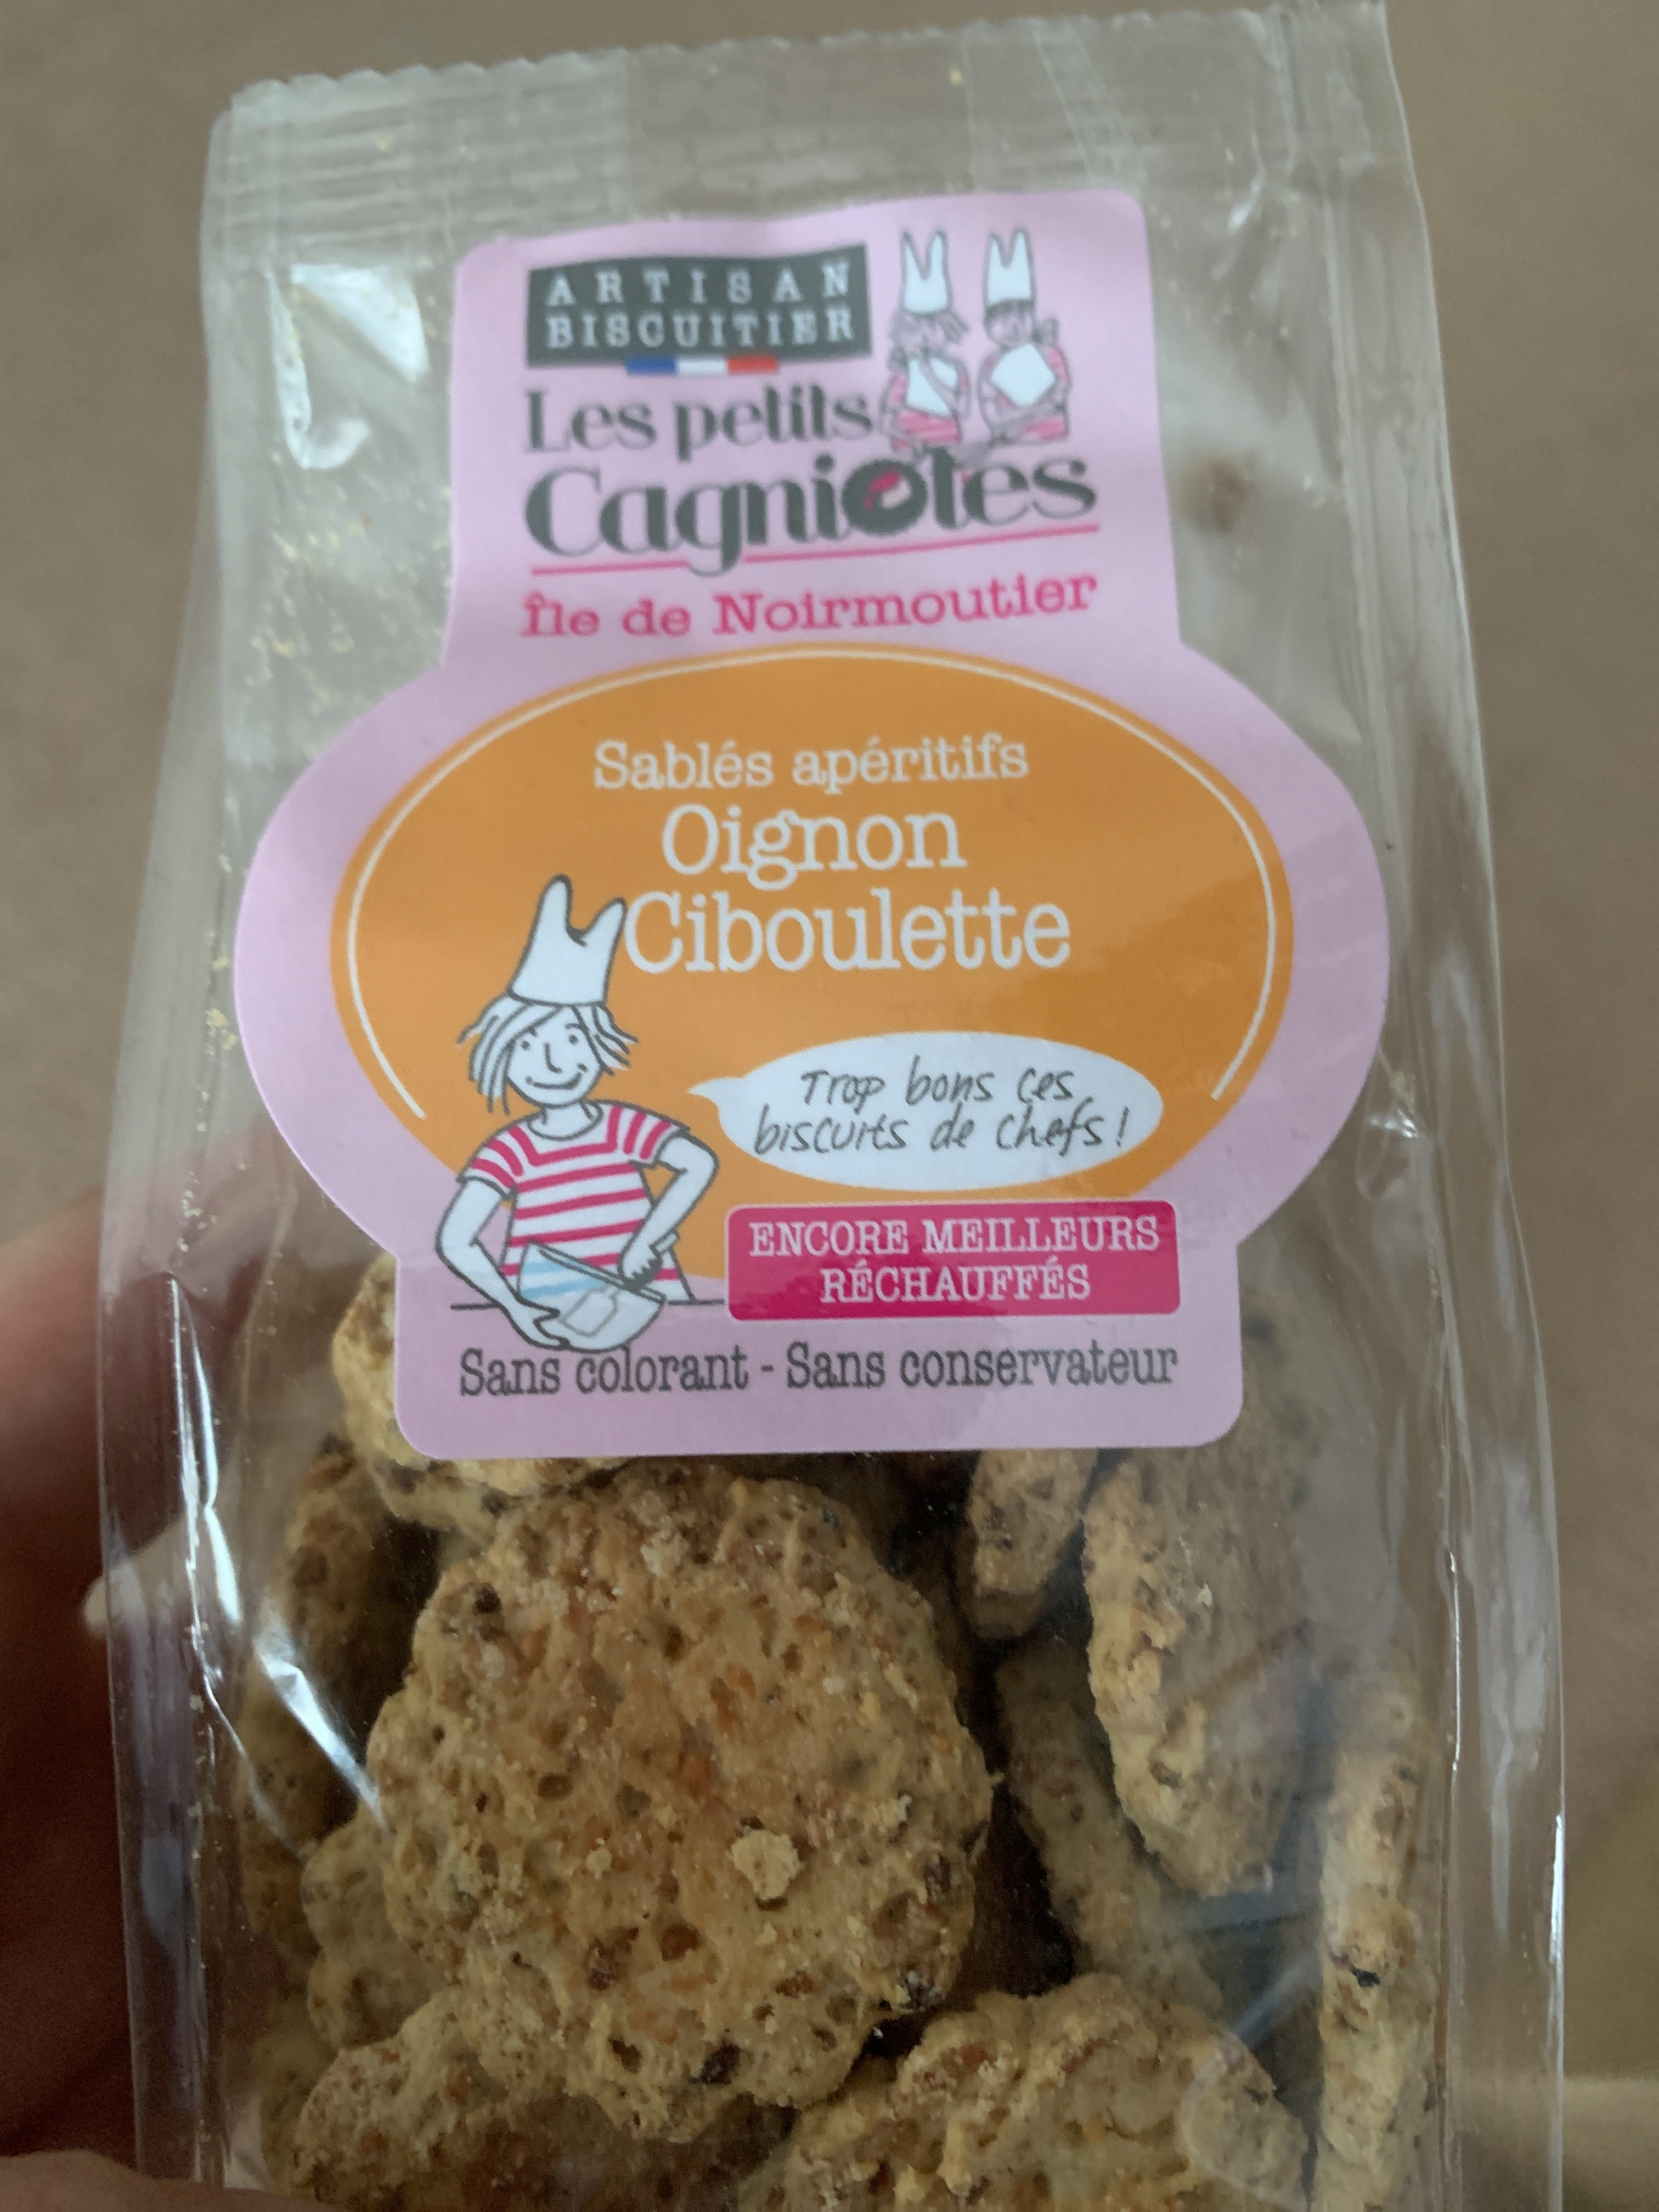 ARTISAN
BISCUITIER
Les petits
Cagniotes
Île de Noirmoutier
Sablés apéritifs
Oignon
Ciboulette
Trop bons ces
biscuits de chefs !
ENCORE MEILLEURS
RÉCHAUFFÉS
Sans colorant - Sans conservateur